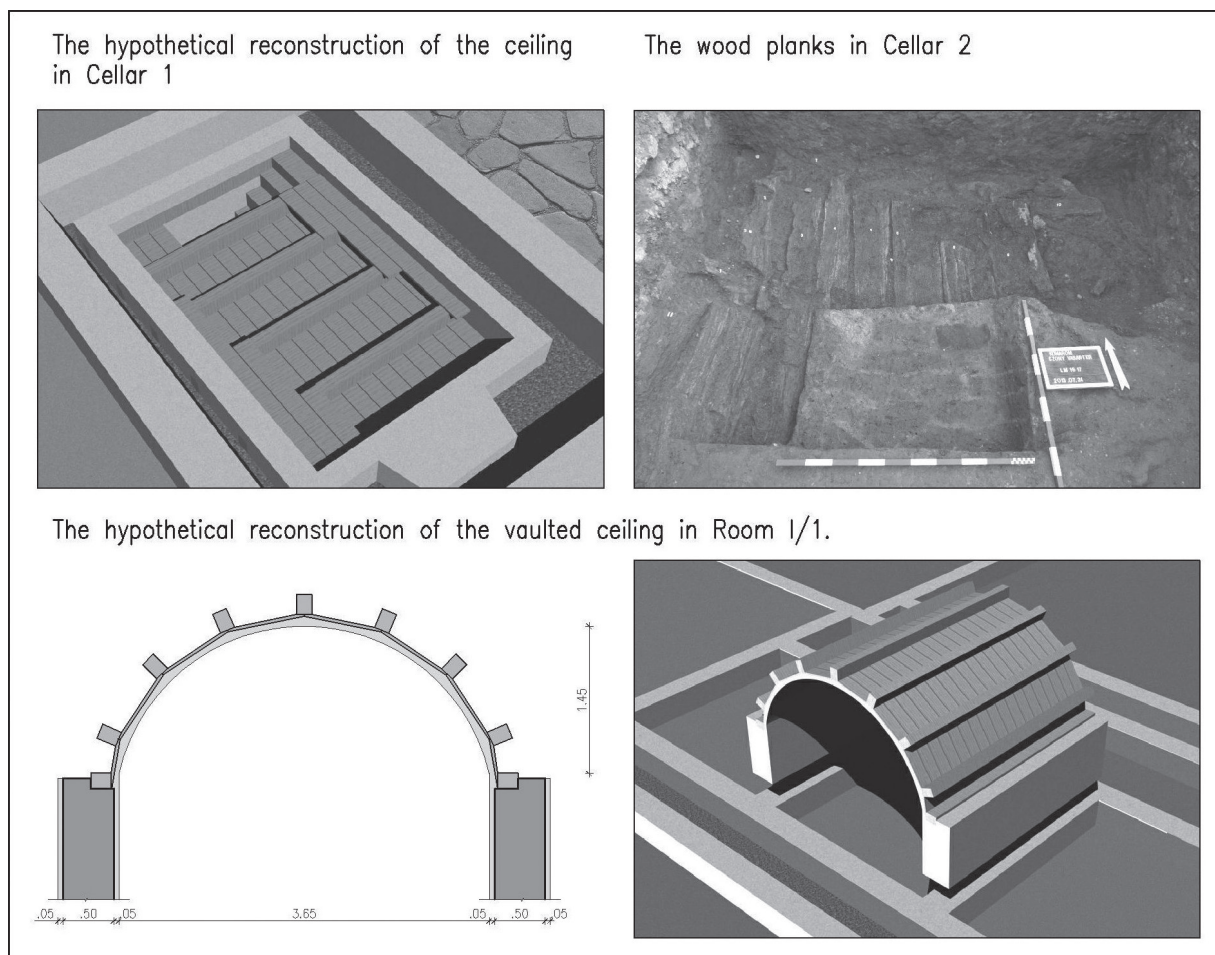 The hypothetical reconstruction of the ceiling
in Cellar 1
The wood planks in Cellar 2
The hypothetical reconstruction of the vaulted ceiling in Room I/1.
1.45
.05 .50 .05 3.65 .05 .50 .05